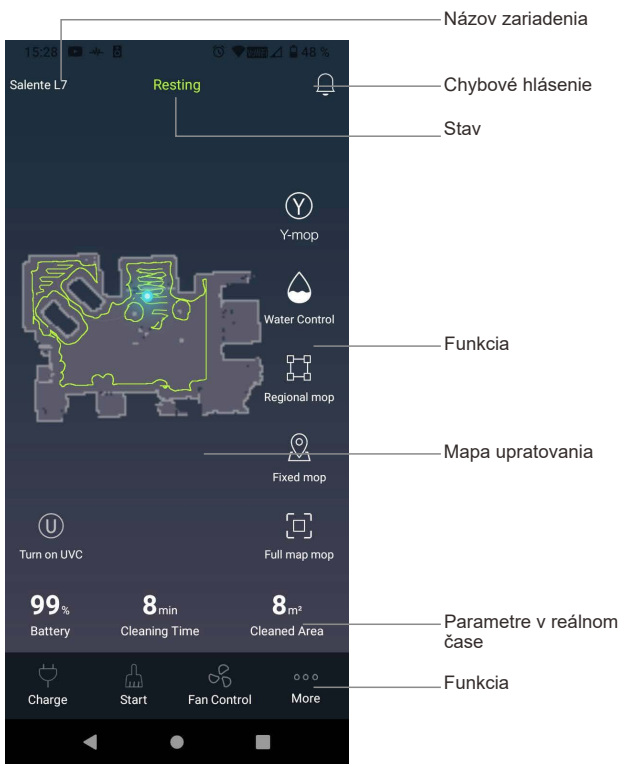 Názov zariadenia
15:28 48 %
Salente L7 Resting Chybové hlásenie
Stav
Y
Y-mop
Water Control
Funkcia
Regional mop
Mapa upratovania
Fixed mop
U
Turn on UVC Full map mop
99% 8min 8m²
Battery Cleaning Time Cleaned Area
Parametre v reálnom
čase
Funkcia
Charge Start Fan Control More